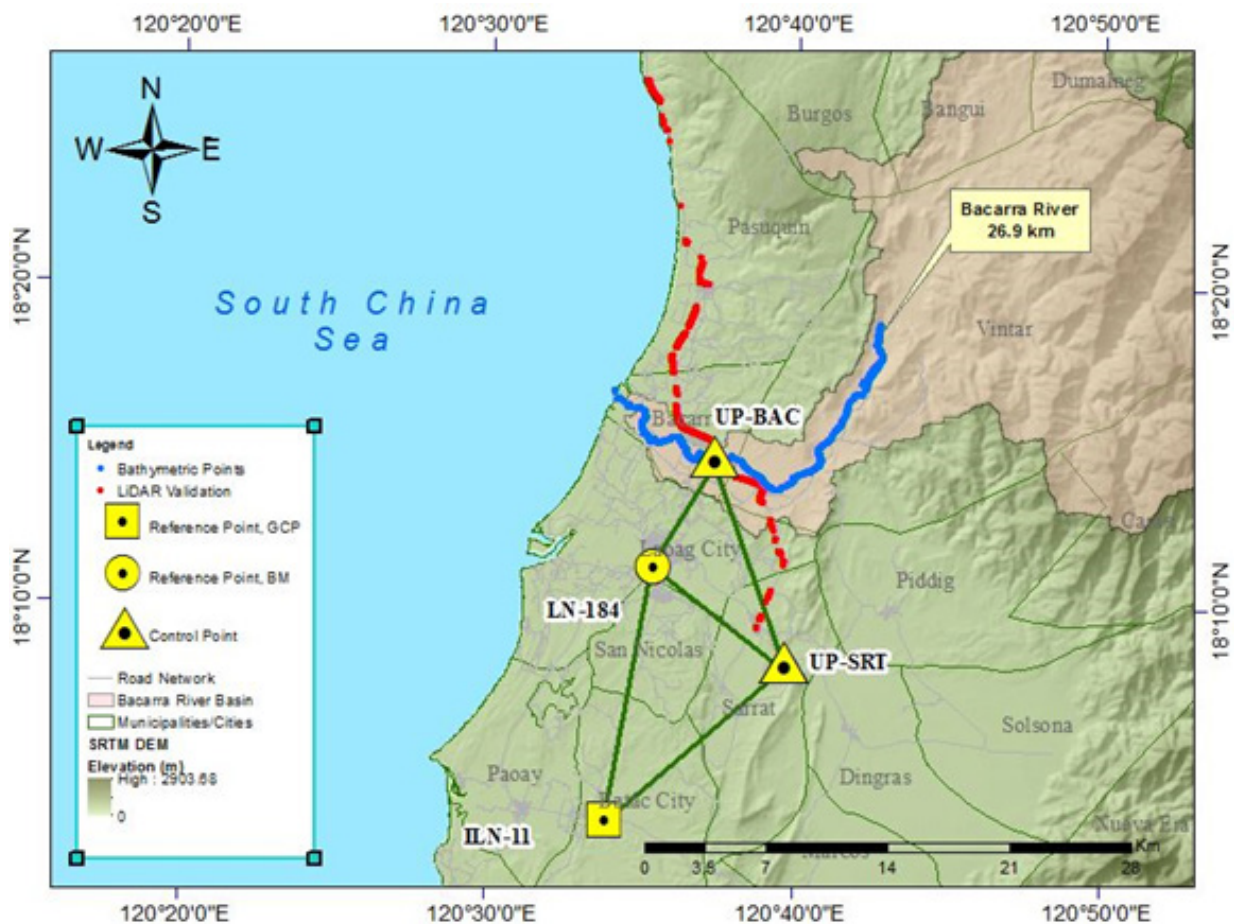 120°20'0"E 120°30'0"E 120°40'0"E 120°50'0"E
N
W E
S
Dumalneg
Burgos
Bangui
Bacarra River
26.9 km
Pasuquin
18°20'0"N
18°20'0"N
South China
Sea
Vintar
UP-BAC
Legend
Bathymetric Points
LiDAR Validation
Reference Point, GCP
Reference Point, BM
Control Point
Road Network
Bacarra River Basin
Municipalities/Cities
SRTM DEM
Elevation (m)
High : 2903.68
0
Laoag City
Piddig
18°10'0"N
18°10'0"N
LN-184
San Nicolas
UP-SRT
Sarrat
Solsona
Paoay
Dingras
Batac City
ILN-11
Nueva Era
Marcos
Km
0 3.5 7 14 21 28
120°20'0"E 120°30'0"E 120°40'0"E 120°50'0"E